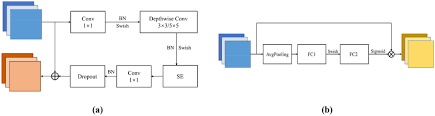 Conv
1×1
BN
Swish
Depthwise Conv
3×3/5×5
BN Swish
SE
Conv
1×1
BN
Dropout
AvgPooling
FC1
Swish
FC2
Sigmoid
(a)
(b)